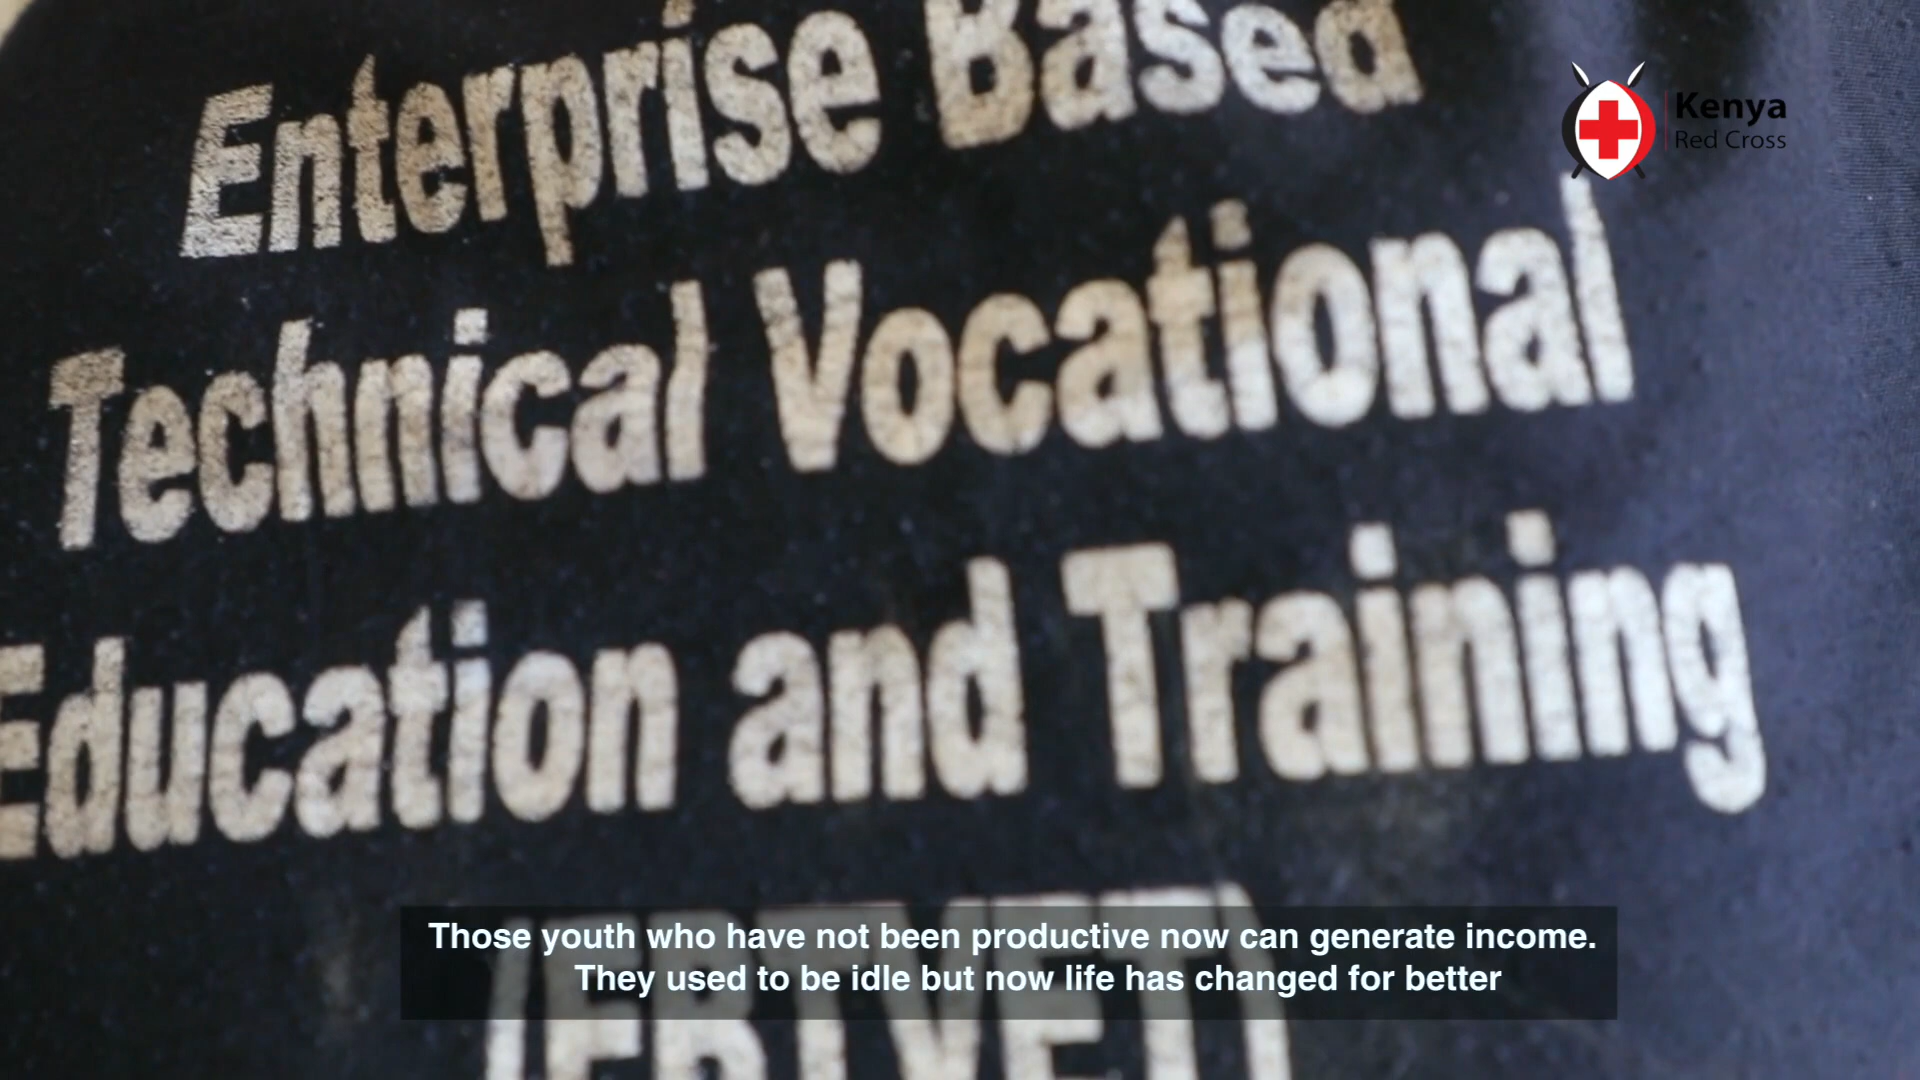 Enterprise Based
Kenya
Red Cross
Technical Vocational
Education and Training
(EBTVET)
Those youth who have not been productive now can generate income.
They used to be idle but now life has changed for better